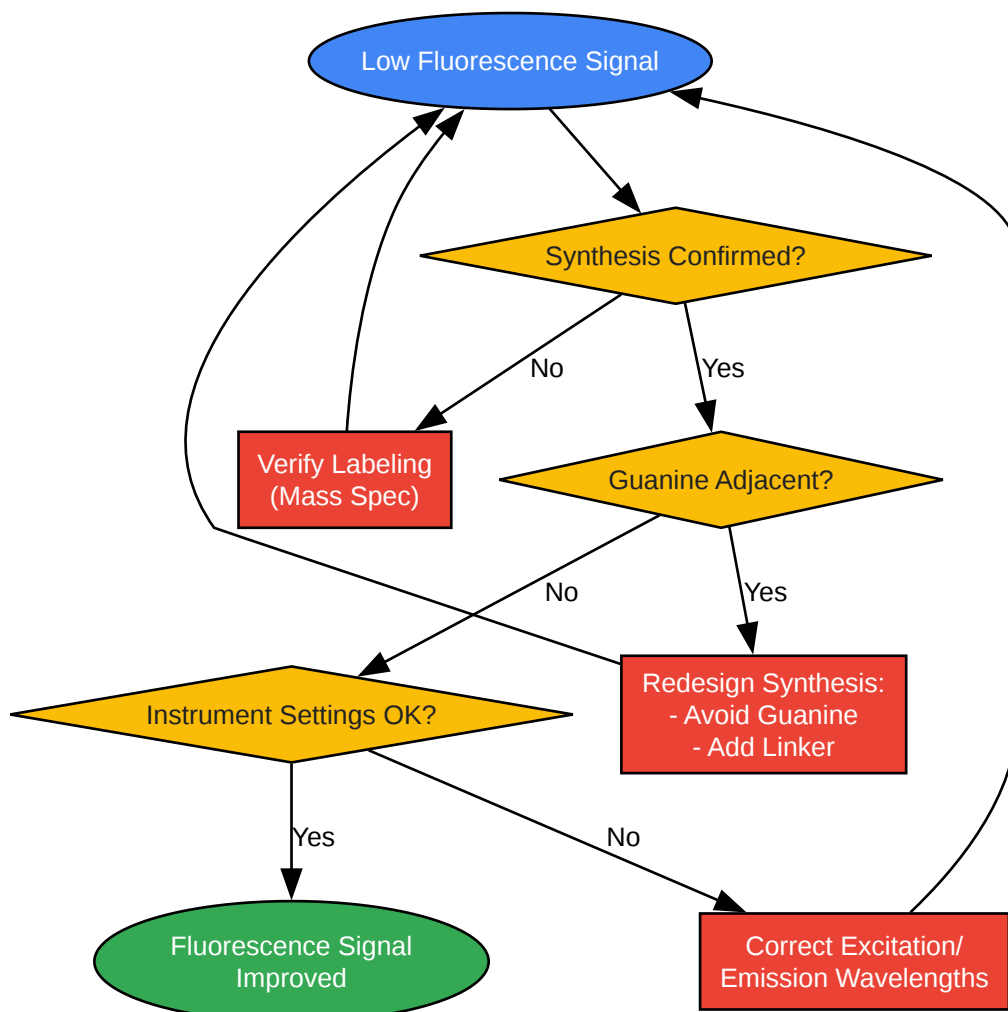 Low Fluorescence Signal
Synthesis Confirmed?
No
Yes
Verify Labeling
(Mass Spec)
Guanine Adjacent?
No
Yes
Redesign Synthesis:
- Avoid Guanine
- Add Linker
Instrument Settings OK?
Yes
No
Fluorescence Signal
Improved
Correct Excitation/
Emission Wavelengths